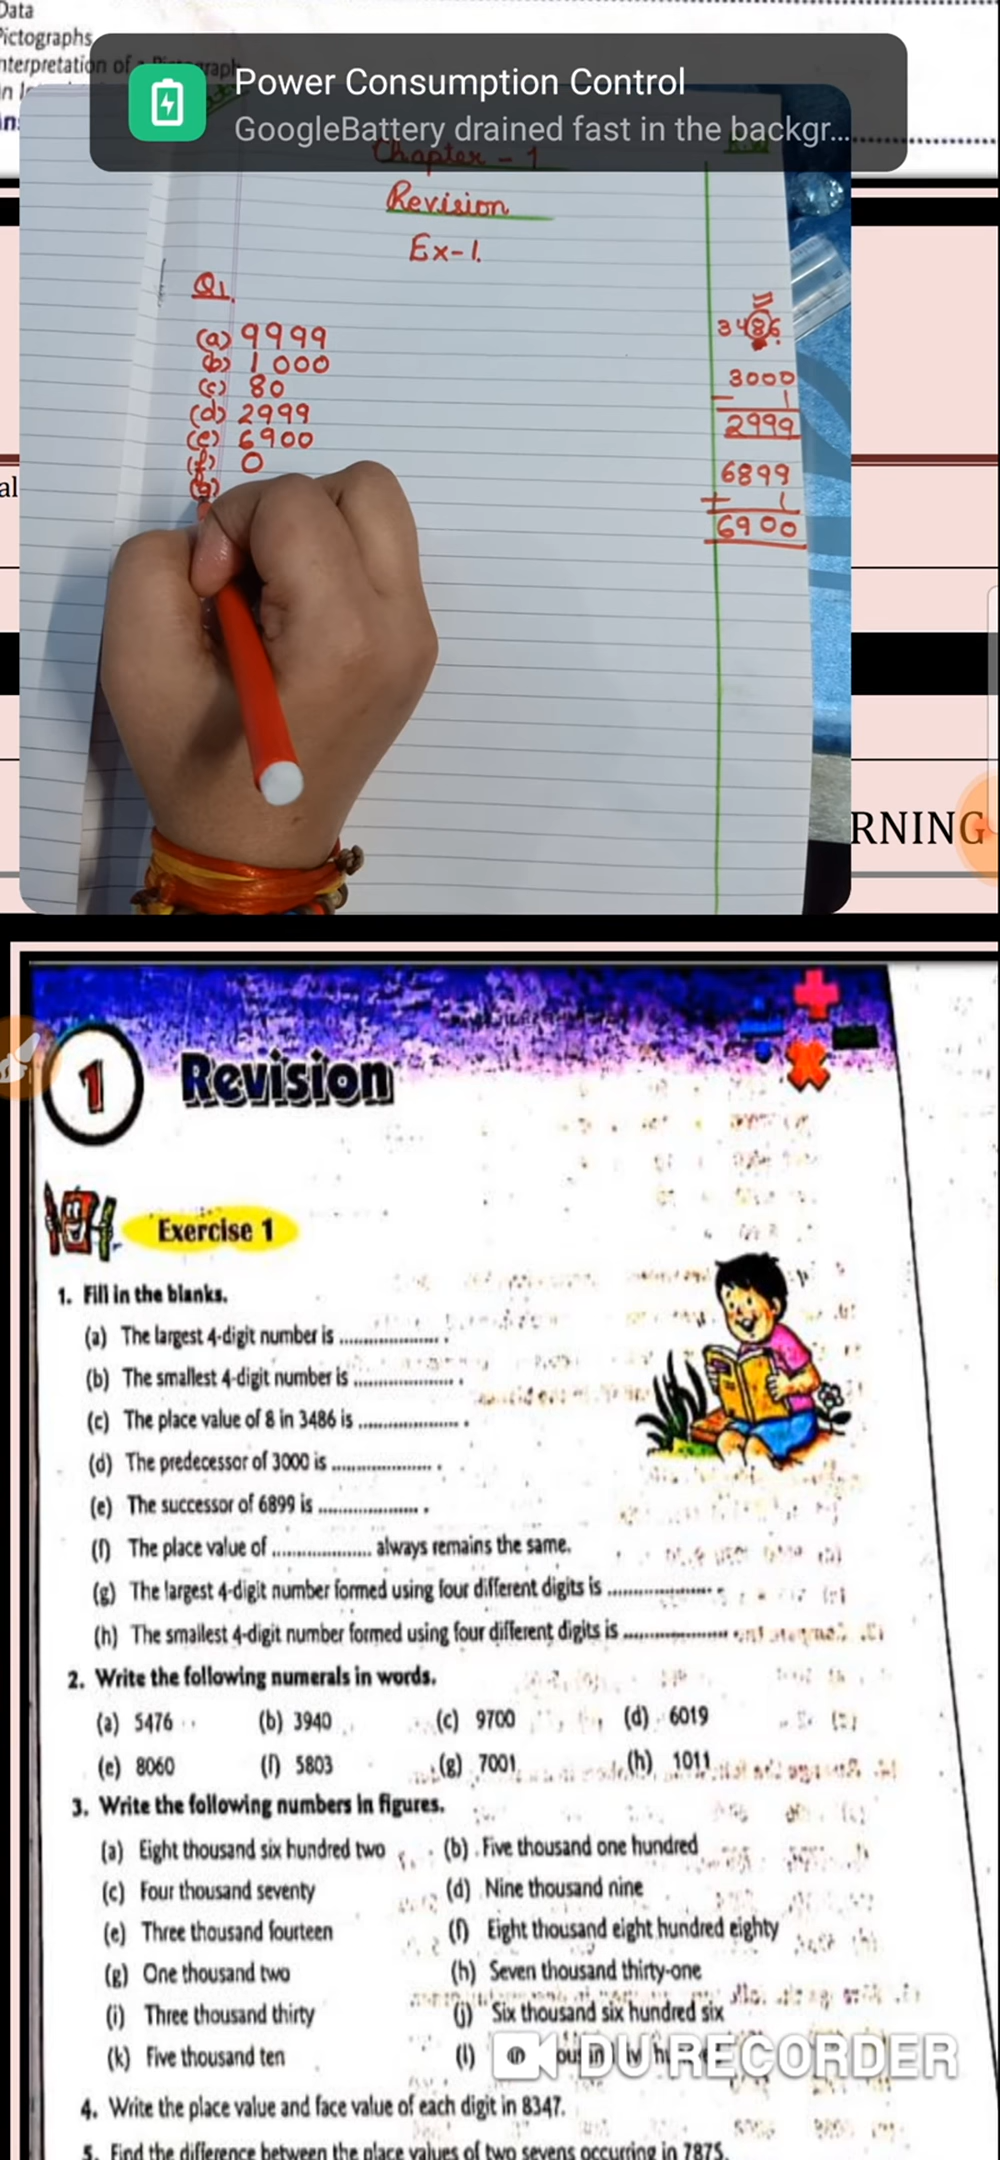 Data
Pictographs
Power Consumption Control
GoogleBattery drained fast in the backgr...
Chapter - 1
Revision
Ex-1.
Q1.
(a) 9999
(b) 1000
(c) 80
(d) 2999
(e) 6900
0
3486
3000
- 1
2999
6899
+ 1
6900
al
RNING
1 Revision
Exercise 1
1. Fill in the blanks.
(a) The largest 4-digit number is ..................... .
(b) The smallest 4-digit number is ..................... .
(c) The place value of 8 in 3486 is ..................... .
(d) The predecessor of 3000 is ..................... .
(e) The successor of 6899 is ..................... .
(f) The place value of ..................... always remains the same.
(g) The largest 4-digit number formed using four different digits is ..................... .
(h) The smallest 4-digit number formed using four different digits is .....................
2. Write the following numerals in words.
(a) 5476 (b) 3940 (c) 9700 (d) 6019
(e) 8060 (f) 5803 (g) 7001 (h) 1011
3. Write the following numbers in figures.
(a) Eight thousand six hundred two (b) Five thousand one hundred
(c) Four thousand seventy (d) Nine thousand nine
(e) Three thousand fourteen (f) Eight thousand eight hundred eighty
(g) One thousand two (h) Seven thousand thirty-one
(i) Three thousand thirty (j) Six thousand six hundred six
(k) Five thousand ten (l)
DU RECORDER
4. Write the place value and face value of each digit in 8347.
5. Find the difference between the place values of two sevens occurring in 7875.